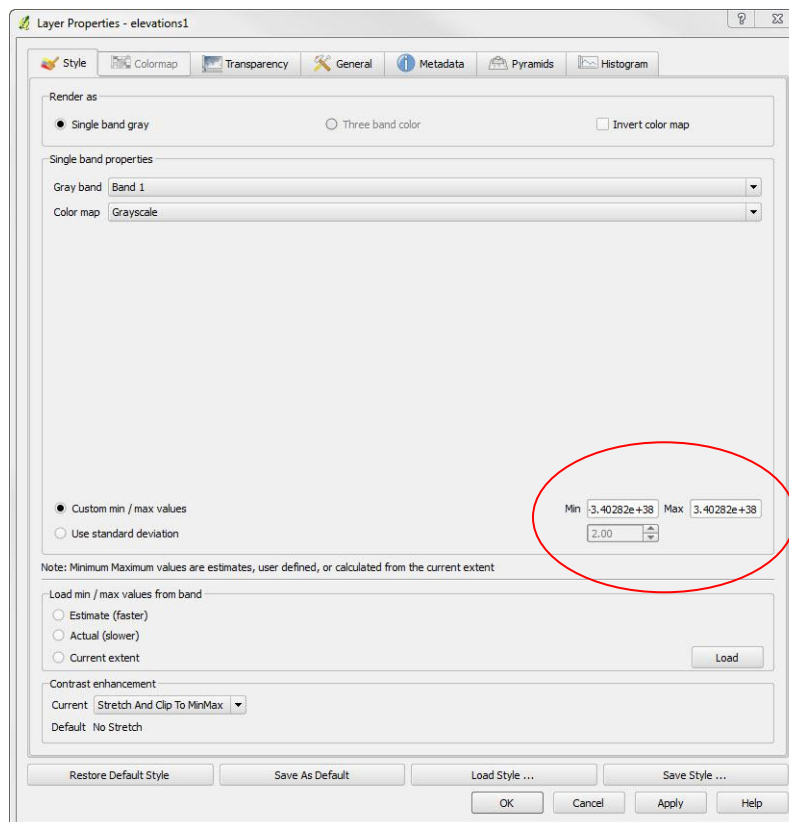 Layer Properties - elevations1
?
Style Colormap Transparency General Metadata Pyramids Histogram
Render as
Single band gray Three band color Invert color map
Single band properties
Gray band Band 1
Color map Grayscale
Custom min / max values Min -3.40282e+38 Max 3.40282e+38
Use standard deviation 2.00
Note: Minimum Maximum values are estimates, user defined, or calculated from the current extent
Load min / max values from band
Estimate (faster)
Actual (slower)
Current extent Load
Contrast enhancement
Current Stretch And Clip To MinMax
Default No Stretch
Restore Default Style Save As Default Load Style ... Save Style ...
OK Cancel Apply Help